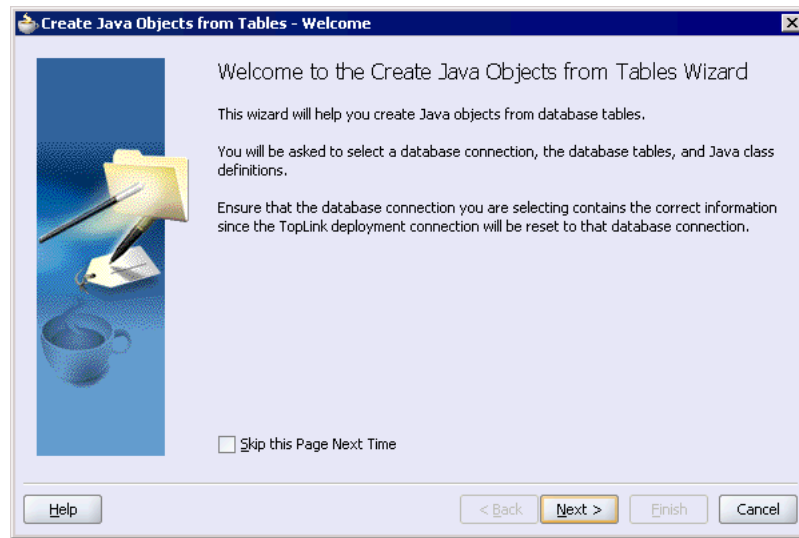 Create Java Objects from Tables - Welcome
Welcome to the Create Java Objects from Tables Wizard
This wizard will help you create Java objects from database tables.
You will be asked to select a database connection, the database tables, and Java class
definitions.
Ensure that the database connection you are selecting contains the correct information
since the TopLink deployment connection will be reset to that database connection.
Skip this Page Next Time
Help
< Back
Next >
Finish
Cancel